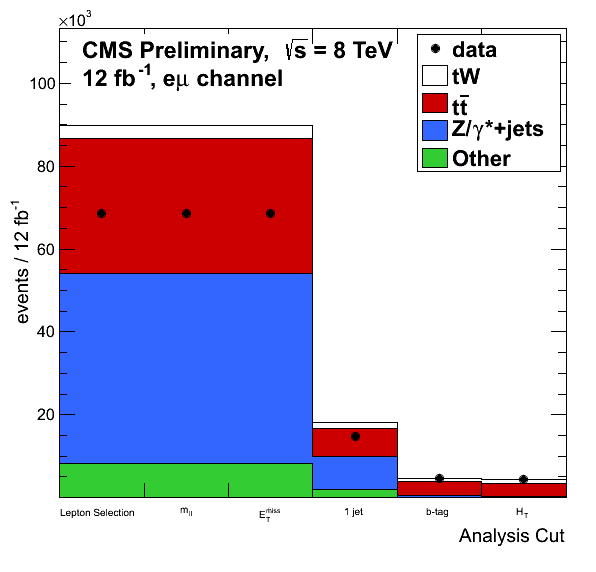 ×10³
CMS Preliminary, √s = 8 TeV
12 fb⁻¹, eμ channel
data
tW
tt̅
Z/γ*+jets
Other
events / 12 fb⁻¹
100
80
60
40
20
Lepton Selection
m_ll
E_T^miss
1 jet
b-tag
H_T
Analysis Cut